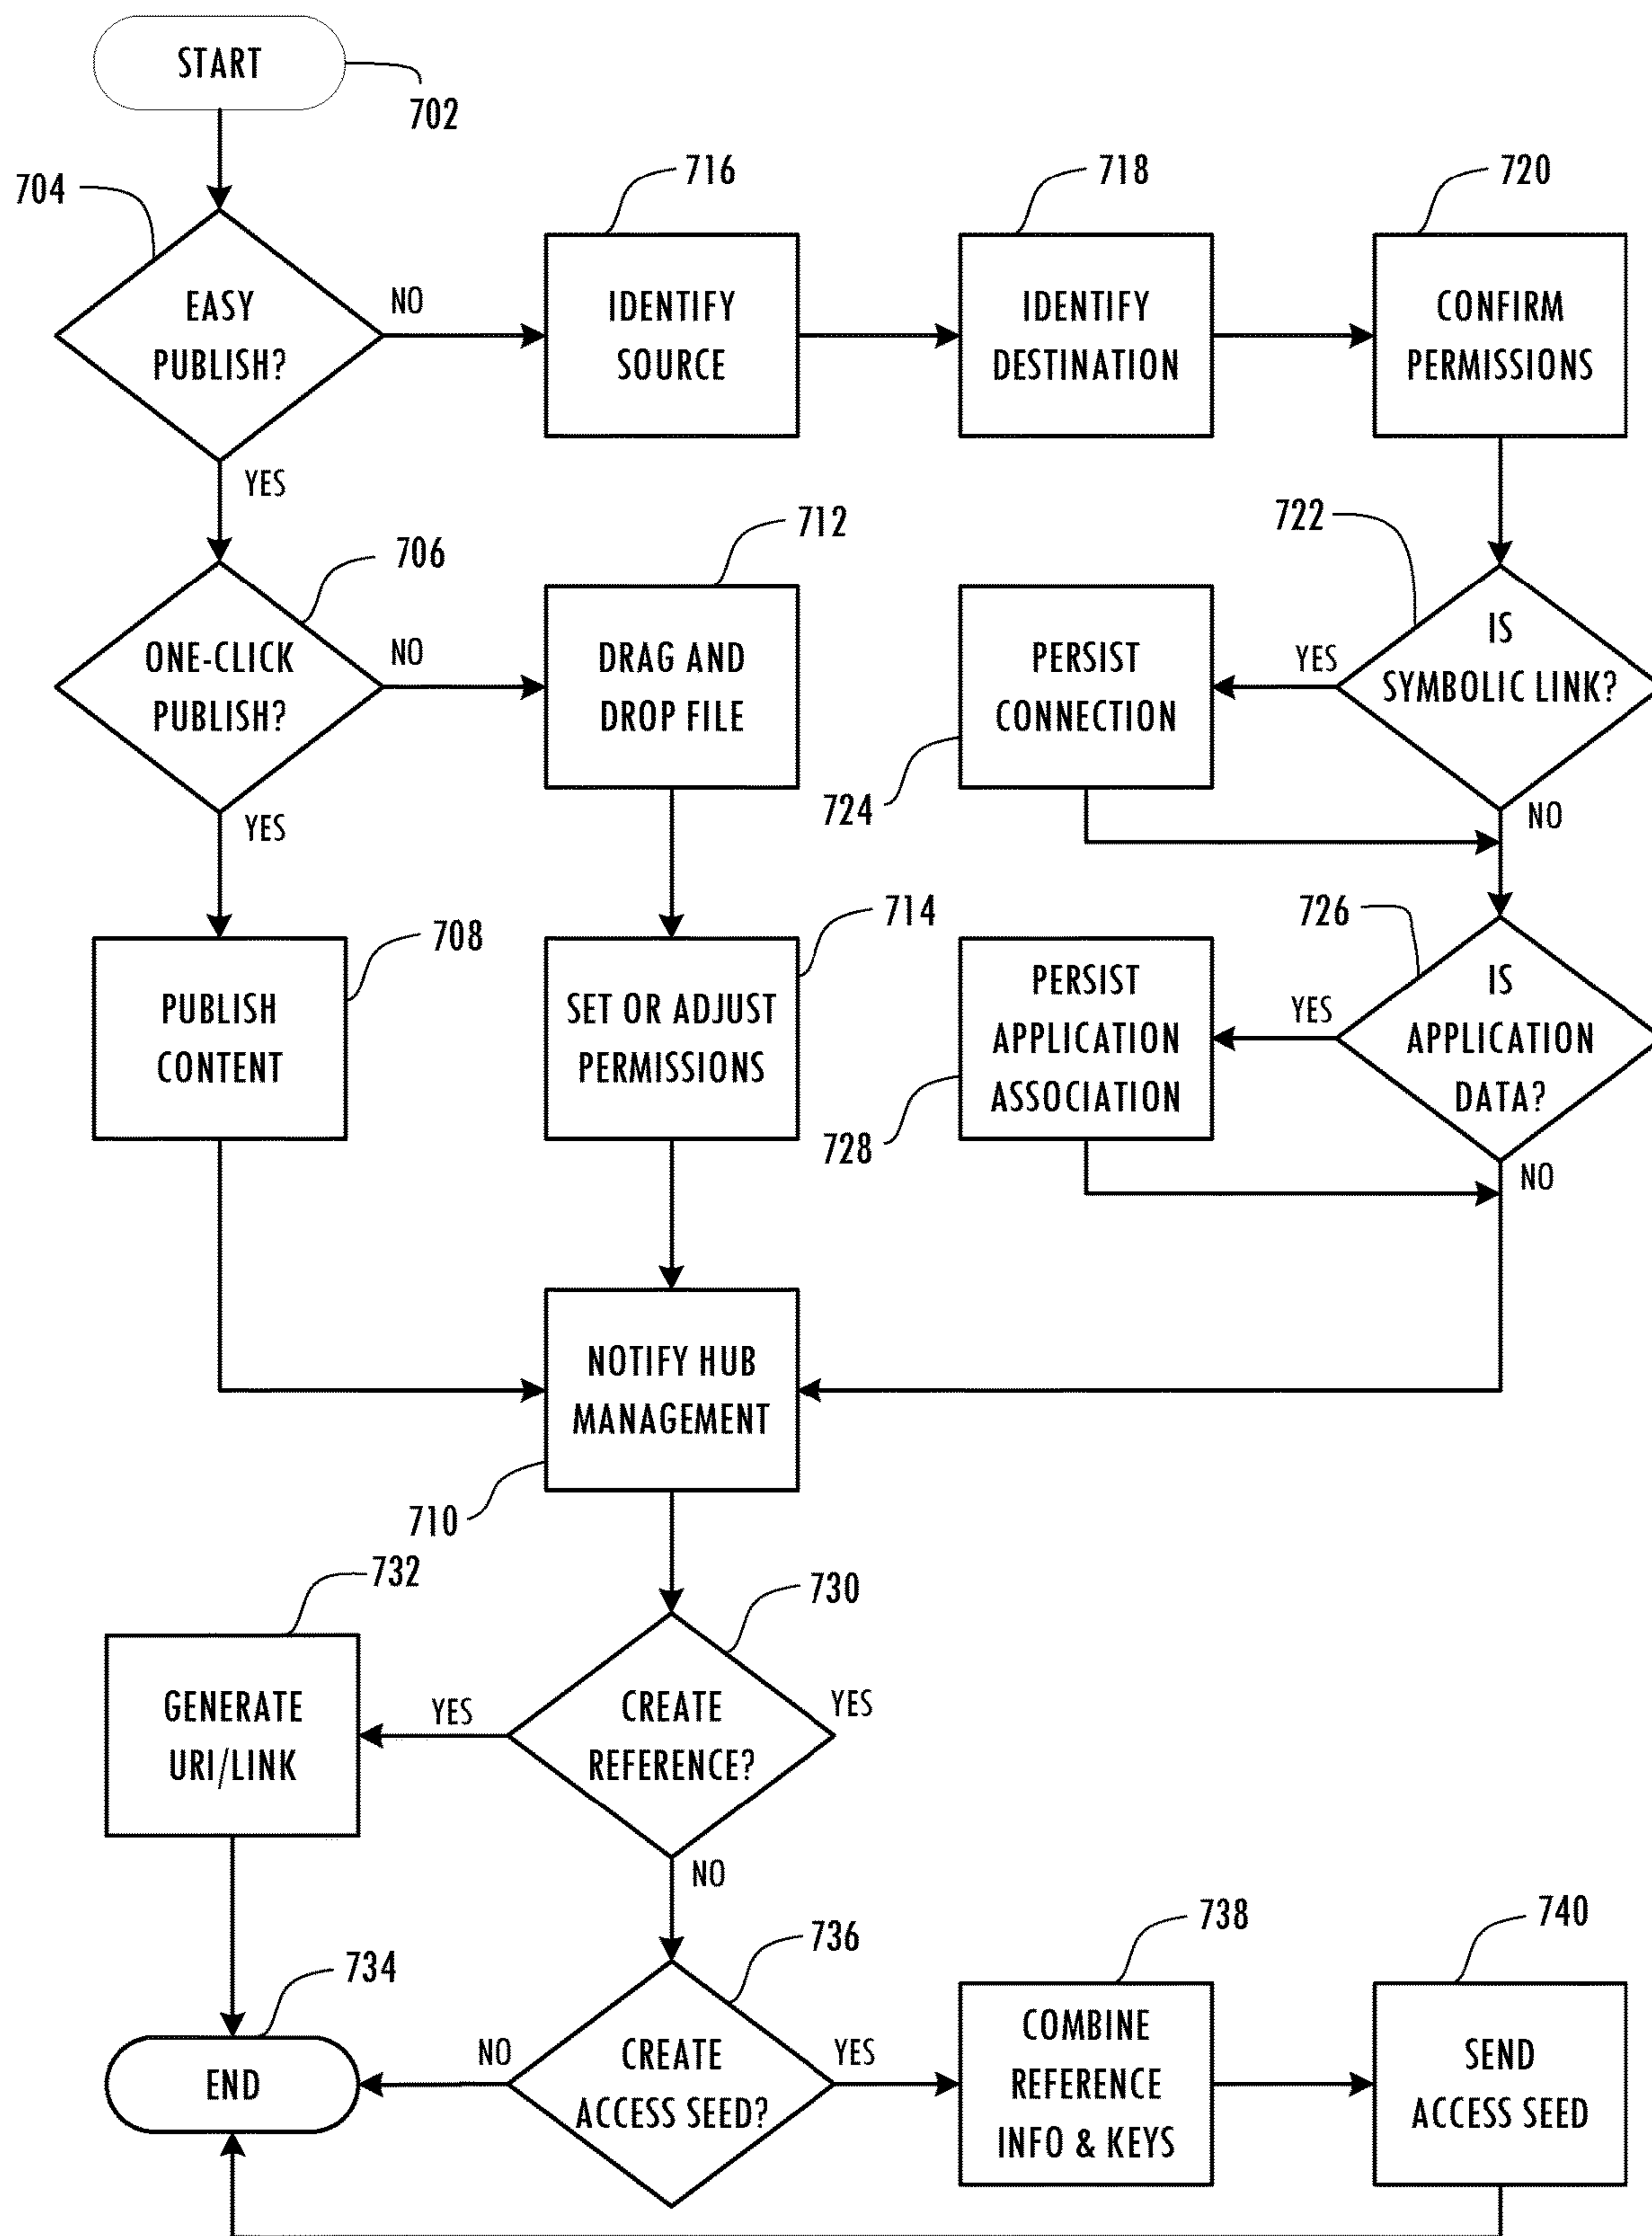 START
702
704
716
718
720
EASY
PUBLISH?
NO
IDENTIFY
SOURCE
IDENTIFY
DESTINATION
CONFIRM
PERMISSIONS
YES
706
712
722
ONE-CLICK
PUBLISH?
NO
DRAG AND
DROP FILE
PERSIST
CONNECTION
YES
IS
SYMBOLIC LINK?
724
NO
YES
708
714
726
PUBLISH
CONTENT
SET OR ADJUST
PERMISSIONS
PERSIST
APPLICATION
ASSOCIATION
YES
IS
APPLICATION
DATA?
728
NO
NOTIFY HUB
MANAGEMENT
710
732
730
GENERATE
URI/LINK
YES
CREATE
REFERENCE?
YES
NO
734
736
738
740
END
NO
CREATE
ACCESS SEED?
YES
COMBINE
REFERENCE
INFO & KEYS
SEND
ACCESS SEED